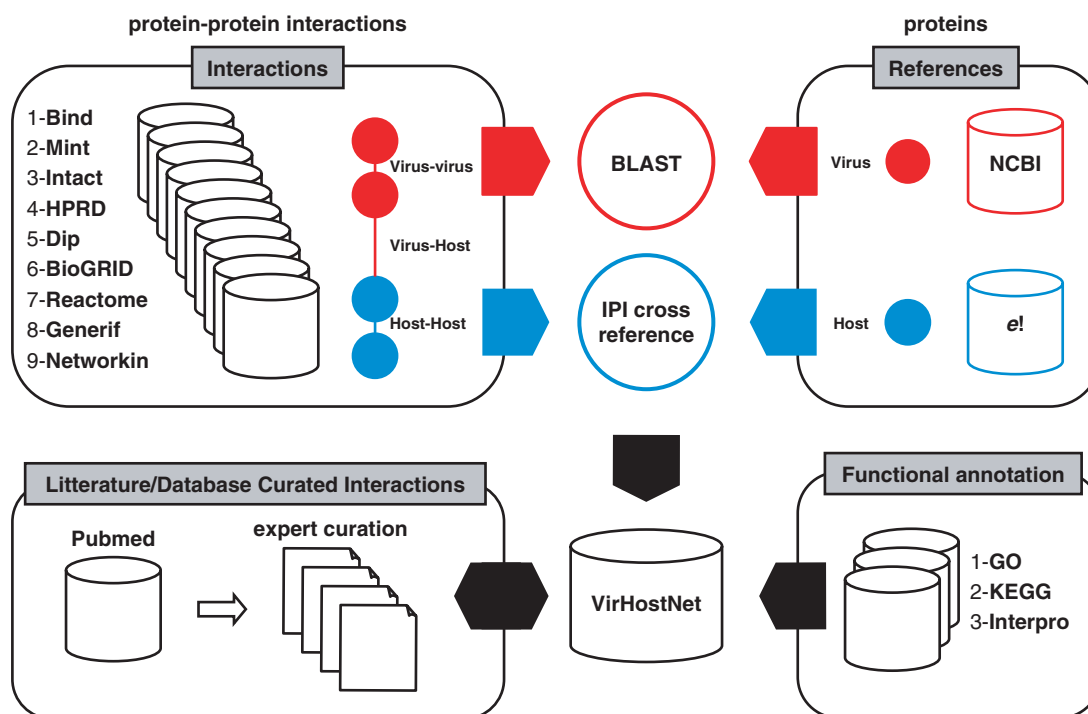 protein-protein interactions
proteins
Interactions
References
1-Bind
2-Mint
3-Intact
4-HPRD
5-Dip
6-BioGRID
7-Reactome
8-Generif
9-Networkin
Virus-virus
Virus-Host
Host-Host
BLAST
IPI cross
reference
Virus
NCBI
Host
e!
Litterature/Database Curated Interactions
Functional annotation
Pubmed
expert curation
VirHostNet
1-GO
2-KEGG
3-Interpro